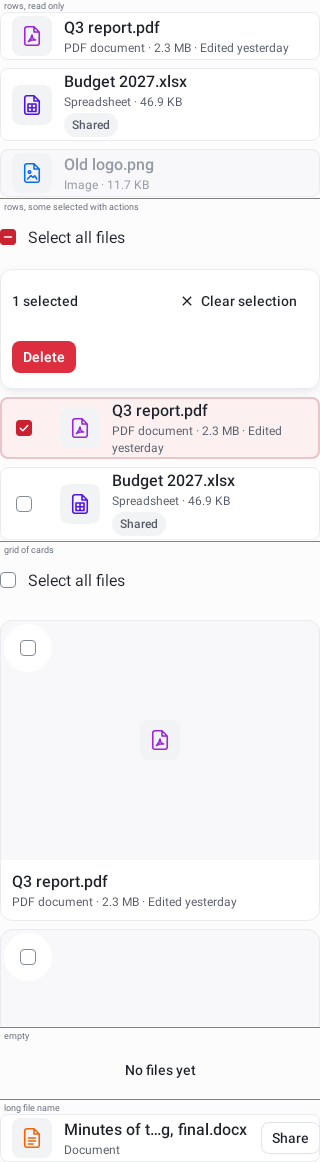 rows, read only
Q3 report.pdf
PDF document · 2.3 MB · Edited yesterday
Budget 2027.xlsx
Spreadsheet · 46.9 KB
Shared
Old logo.png
Image · 11.7 KB
rows, some selected with actions
Select all files
1 selected
Clear selection
Delete
Q3 report.pdf
PDF document · 2.3 MB · Edited
yesterday
Budget 2027.xlsx
Spreadsheet · 46.9 KB
Shared
grid of cards
Select all files
Q3 report.pdf
PDF document · 2.3 MB · Edited yesterday
empty
No files yet
long file name
Minutes of t…g, final.docx
Document
Share